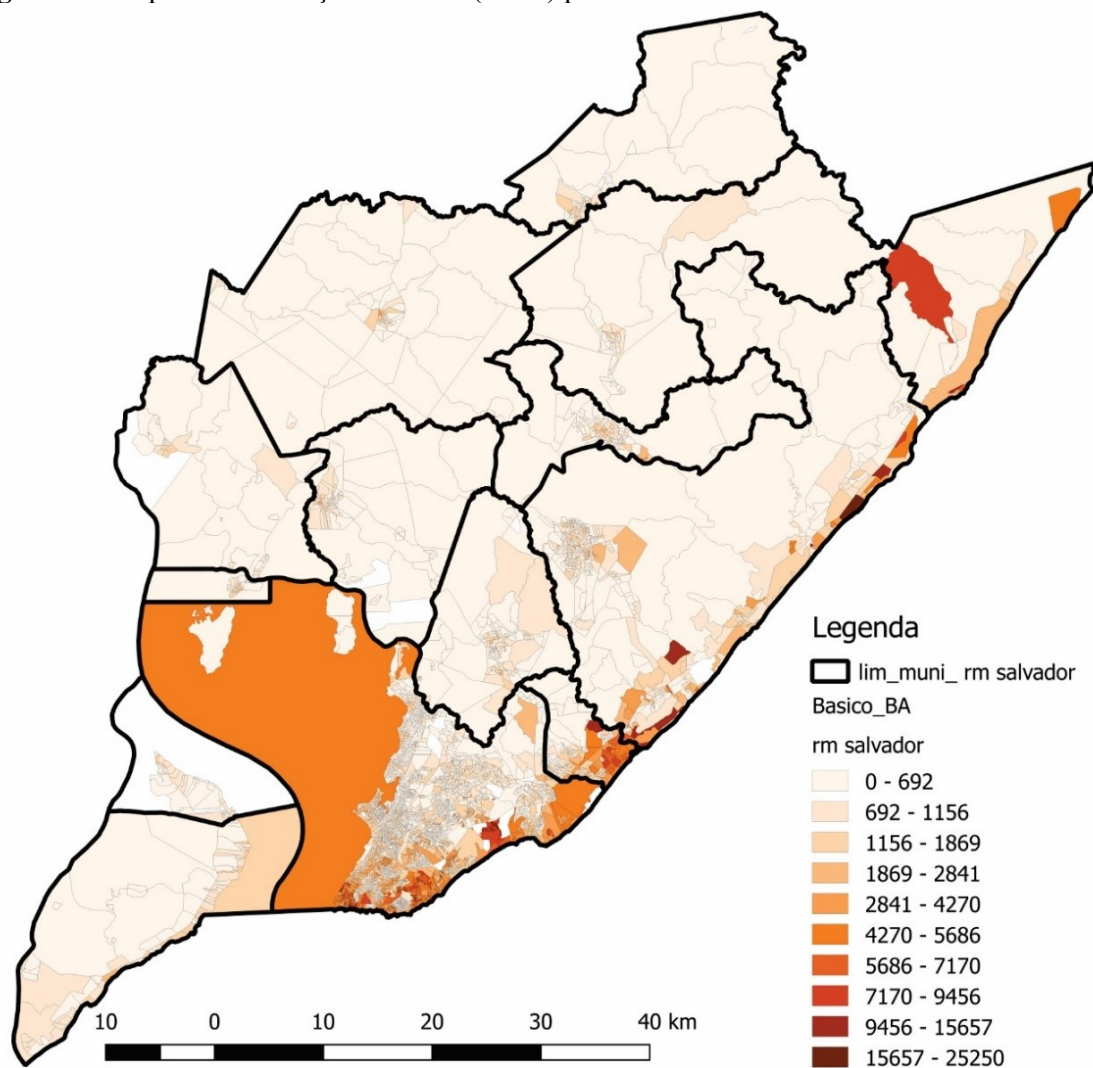 Legenda
lim_muni_ rm salvador
Basico_BA
rm salvador
0 - 692
692 - 1156
1156 - 1869
1869 - 2841
2841 - 4270
4270 - 5686
5686 - 7170
7170 - 9456
9456 - 15657
15657 - 25250
10 0 10 20 30 40 km